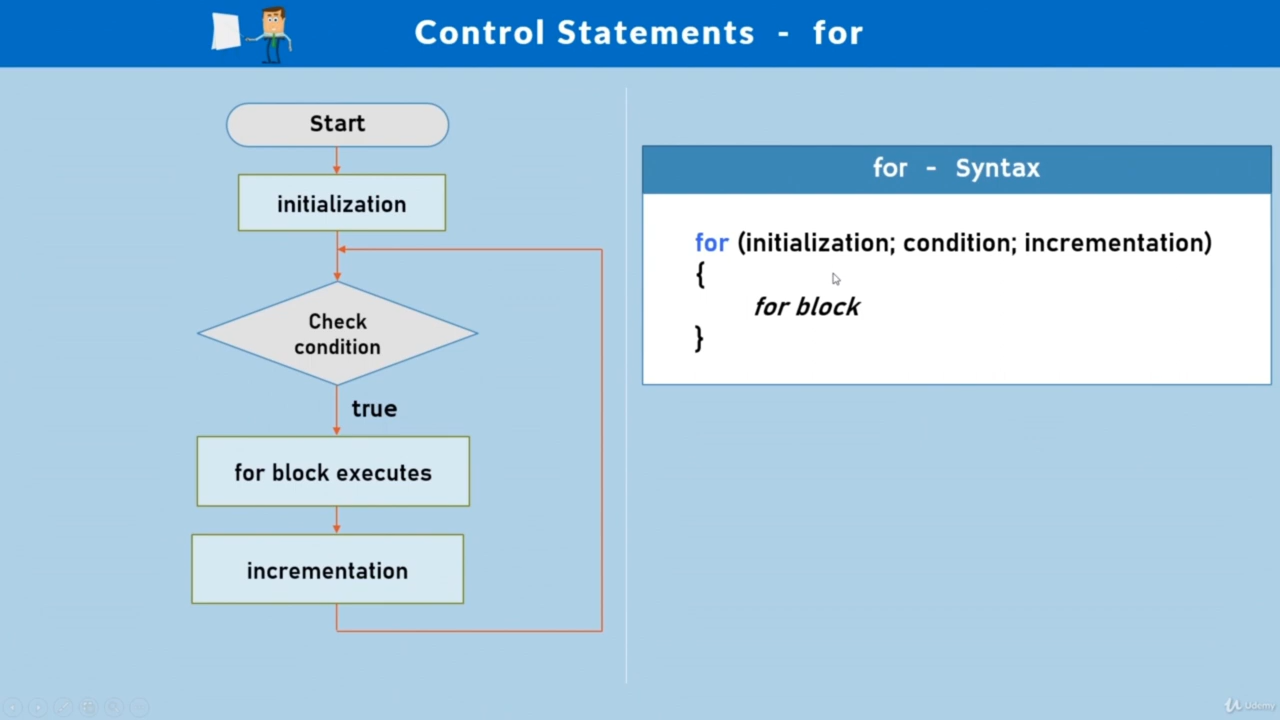 Control Statements - for
Start
initialization
Check
condition
true
for block executes
incrementation
for - Syntax
for (initialization; condition; incrementation)
{
for block
}
Udemy